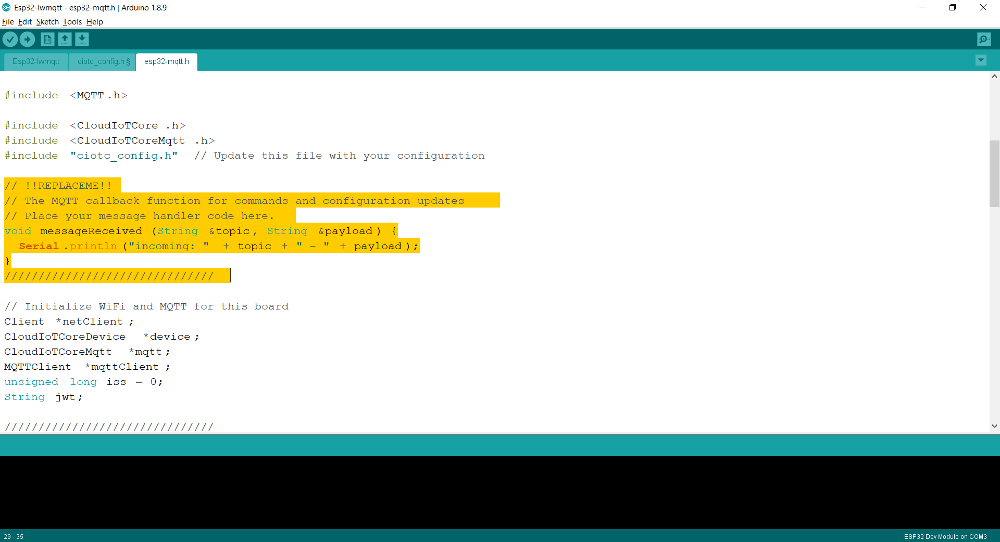 Esp32-lwmqtt - esp32-mqtt.h | Arduino 1.8.9
File Edit Sketch Tools Help
Esp32-lwmqtt ciotc_config.h § esp32-mqtt.h
#include <MQTT.h>
#include <CloudIoTCore.h>
#include <CloudIoTCoreMqtt.h>
#include "ciotc_config.h" // Update this file with your configuration
// !!REPLACEME!!
// The MQTT callback function for commands and configuration updates
// Place your message handler code here.
void messageReceived(String &topic, String &payload) {
Serial.println("incoming: " + topic + " - " + payload);
}
///////////////////////////////
// Initialize WiFi and MQTT for this board
Client *netClient;
CloudIoTCoreDevice *device;
CloudIoTCoreMqtt *mqtt;
MQTTClient *mqttClient;
unsigned long iss = 0;
String jwt;
///////////////////////////////
29 - 35
ESP32 Dev Module on COM3